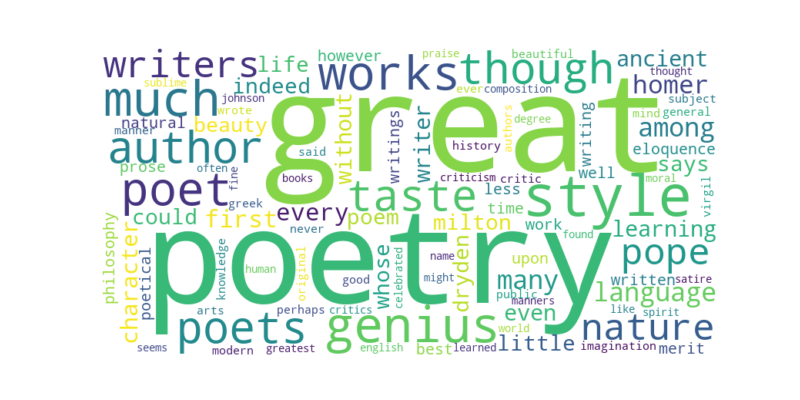 however praise beautiful
writers life works though ancient
sublime indeed ever composition thought
much johnson great homer subject
wrote without writings writer writing mind general
natural beauty authors degree among
manner
author said history eloquence
prose often fine books criticism critic well says moral
poet taste less style virgil
greek
could first every poem milton time work learning
philosophy character poetical knowledge never poetry name upon found pope
human original good whose celebrated dryden might many public manners written satire
language
arts perhaps critics genius even like spirit
poets world nature
seems modern greatest english best learned little imagination merit